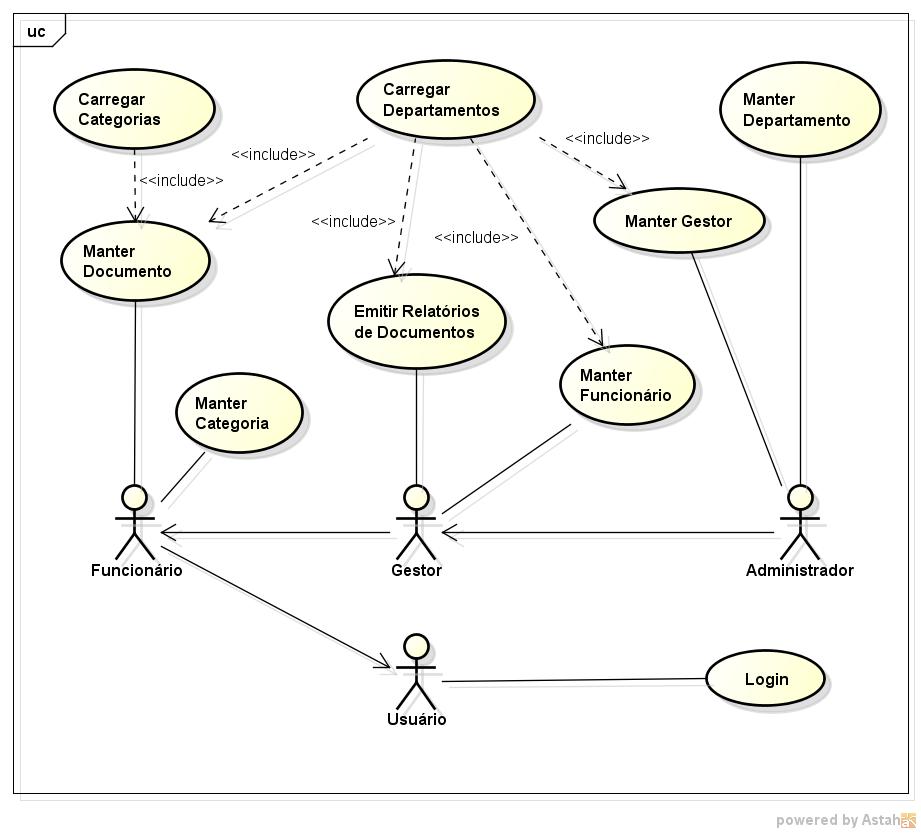 uc
Carregar
Categorias
Carregar
Departamentos
Manter
Departamento
<<include>>
<<include>>
<<include>>
<<include>>
<<include>>
Manter Gestor
Manter
Documento
Emitir Relatórios
de Documentos
Manter
Funcionário
Manter
Categoria
Funcionário
Gestor
Administrador
Usuário
Login
powered by Astah